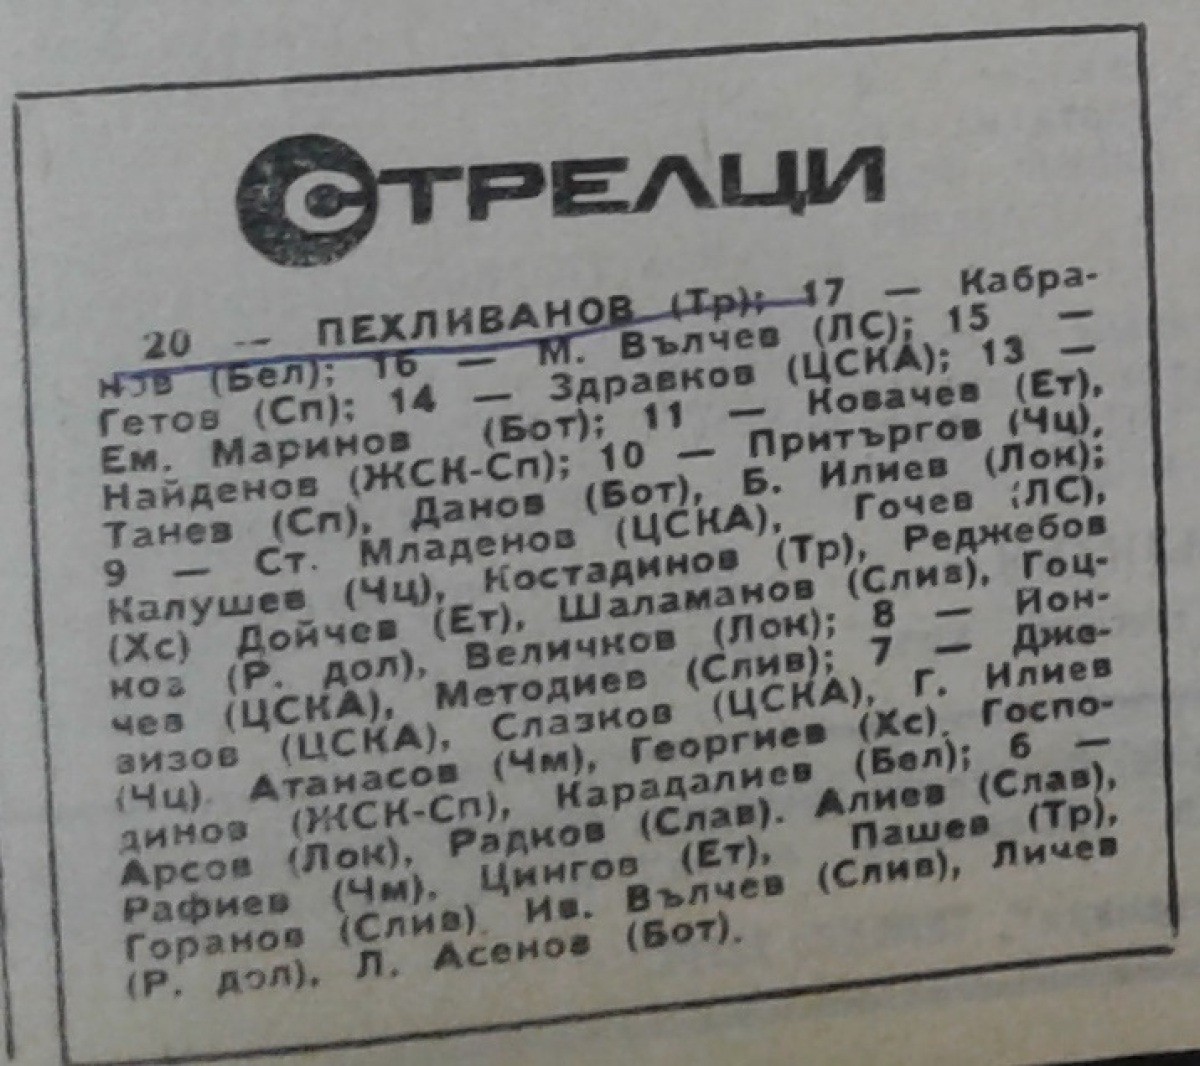 СТРЕЛЦИ
20 — ПЕХЛИВАНОВ (Тр); 17 — Кабра-
нов (Бел); 16 — М. Вълчев (ЛС); 15 —
Гетов (Сп); 14 — Здравков (ЦСКА); 13 —
Ем. Маринов (Бот); 11 — Ковачев (Ет),
Найденов (ЖСК-Сп); 10 — Притъргов (Чц),
Танев (Сп), Данов (Бот), Б. Илиев (Лок);
9 — Ст. Младенов (ЦСКА), Гочев (ЛС),
Калушев (Чц), Костадинов (Тр), Реджебов
(Хс) Дойчев (Ет), Шаламанов (Слив), Гоц-
нов (Р. дол), Величков (Лок); 8 — Йон-
чев (ЦСКА), Методиев (Слив); 7 — Дже-
визов (ЦСКА), Слазков (ЦСКА), Г. Илиев
(Чц). Атанасов (Чм), Георгиев (Хс). Госпо-
динов (ЖСК-Сп), Карадалиев (Бел); 6 —
Арсов (Лок), Радков (Слав). Алиев (Слав),
Рафиев (Чм), Цингов (Ет), Пашев (Тр),
Горанов (Слив) Ив. Вълчев (Слив), Личев
(Р. дол), Л. Асенов (Бот).